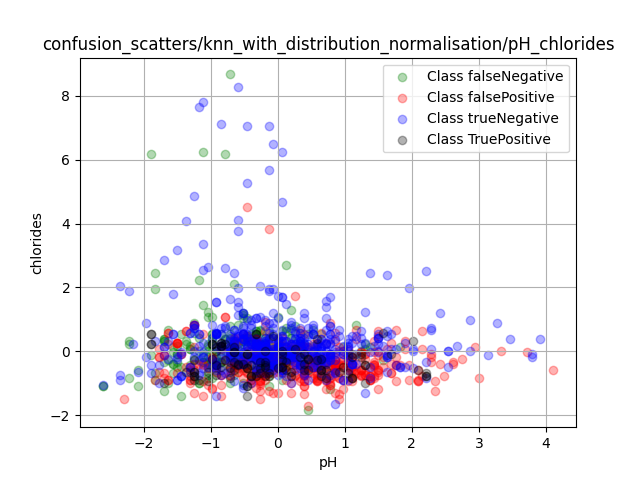 confusion_scatters/knn_with_distribution_normalisation/pH_chlorides
Class falseNegative
Class falsePositive
Class trueNegative
Class TruePositive
8
6
4
2
0
−2
chlorides
−2 −1 0 1 2 3 4
pH